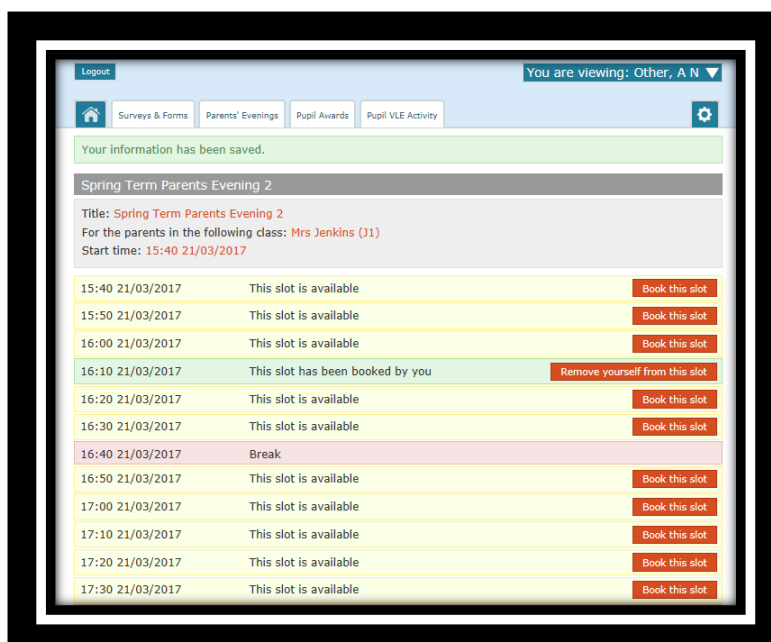 Logout
You are viewing: Other, A N ▼
Surveys & Forms Parents' Evenings Pupil Awards Pupil VLE Activity
Your information has been saved.
Spring Term Parents Evening 2
Title: Spring Term Parents Evening 2
For the parents in the following class: Mrs Jenkins (J1)
Start time: 15:40 21/03/2017
15:40 21/03/2017 This slot is available Book this slot
15:50 21/03/2017 This slot is available Book this slot
16:00 21/03/2017 This slot is available Book this slot
16:10 21/03/2017 This slot has been booked by you Remove yourself from this slot
16:20 21/03/2017 This slot is available Book this slot
16:30 21/03/2017 This slot is available Book this slot
16:40 21/03/2017 Break
16:50 21/03/2017 This slot is available Book this slot
17:00 21/03/2017 This slot is available Book this slot
17:10 21/03/2017 This slot is available Book this slot
17:20 21/03/2017 This slot is available Book this slot
17:30 21/03/2017 This slot is available Book this slot